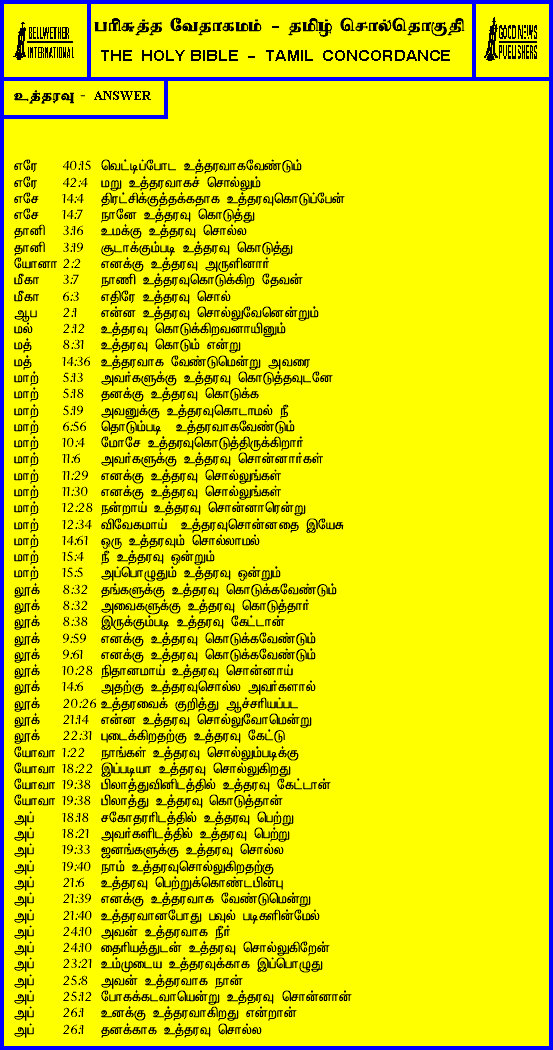 BELLWETHER
INTERNATIONAL
பரிசுத்த வேதாகமம் - தமிழ் சொல்தொகுதி
THE HOLY BIBLE - TAMIL CONCORDANCE
GOOD NEWS
PUBLISHERS
உத்தரவு - ANSWER
எரே 40:15 வெட்டிப்போட உத்தரவாகவேண்டும்
எரே 42:4 மறு உத்தரவாகச் சொல்லும்
எசே 14:4 திரட்சிக்குத்தக்கதாக உத்தரவுகொடுப்பேன்
எசே 14:7 நானே உத்தரவு கொடுத்து
தானி 3:16 உமக்கு உத்தரவு சொல்ல
தானி 3:19 சூடாக்கும்படி உத்தரவு கொடுத்து
யோனா 2:2 எனக்கு உத்தரவு அருளினார்
மீகா 3:7 நாணி உத்தரவுகொடுக்கிற தேவன்
மீகா 6:3 எதிரே உத்தரவு சொல்
ஆப 2:1 என்ன உத்தரவு சொல்லுவேனென்றும்
மல் 2:12 உத்தரவு கொடுக்கிறவனாயினும்
மத் 8:31 உத்தரவு கொடும் என்று
மத் 14:36 உத்தரவாக வேண்டுமென்று அவரை
மாற் 5:13 அவர்களுக்கு உத்தரவு கொடுத்தவுடனே
மாற் 5:18 தனக்கு உத்தரவு கொடுக்க
மாற் 5:19 அவனுக்கு உத்தரவுகொடாமல் நீ
மாற் 6:56 தொடும்படி உத்தரவாகவேண்டும்
மாற் 10:4 மோசே உத்தரவுகொடுத்திருக்கிறார்
மாற் 11:6 அவர்களுக்கு உத்தரவு சொன்னார்கள்
மாற் 11:29 எனக்கு உத்தரவு சொல்லுங்கள்
மாற் 11:30 எனக்கு உத்தரவு சொல்லுங்கள்
மாற் 12:28 நன்றாய் உத்தரவு சொன்னாரென்று
மாற் 12:34 விவேகமாய் உத்தரவுசொன்னதை இயேசு
மாற் 14:61 ஒரு உத்தரவும் சொல்லாமல்
மாற் 15:4 நீ உத்தரவு ஒன்றும்
மாற் 15:5 அப்பொழுதும் உத்தரவு ஒன்றும்
லூக் 8:32 தங்களுக்கு உத்தரவு கொடுக்கவேண்டும்
லூக் 8:32 அவைகளுக்கு உத்தரவு கொடுத்தார்
லூக் 8:38 இருக்கும்படி உத்தரவு கேட்டான்
லூக் 9:59 எனக்கு உத்தரவு கொடுக்கவேண்டும்
லூக் 9:61 எனக்கு உத்தரவு கொடுக்கவேண்டும்
லூக் 10:28 நிதானமாய் உத்தரவு சொன்னாய்
லூக் 14:6 அதற்கு உத்தரவுசொல்ல அவர்களால்
லூக் 20:26 உத்தரவைக் குறித்து ஆச்சரியப்பட
லூக் 21:14 என்ன உத்தரவு சொல்லுவோமென்று
லூக் 22:31 புடைக்கிறதற்கு உத்தரவு கேட்டு
யோவா 1:22 நாங்கள் உத்தரவு சொல்லும்படிக்கு
யோவா 18:22 இப்படியா உத்தரவு சொல்லுகிறது
யோவா 19:38 பிலாத்துவினிடத்தில் உத்தரவு கேட்டான்
யோவா 19:38 பிலாத்து உத்தரவு கொடுத்தான்
அப் 18:18 சகோதரரிடத்தில் உத்தரவு பெற்று
அப் 18:21 அவர்களிடத்தில் உத்தரவு பெற்று
அப் 19:33 ஜனங்களுக்கு உத்தரவு சொல்ல
அப் 19:40 நாம் உத்தரவுசொல்லுகிறதற்கு
அப் 21:6 உத்தரவு பெற்றுக்கொண்டபின்பு
அப் 21:39 எனக்கு உத்தரவாக வேண்டுமென்று
அப் 21:40 உத்தரவானபோது பவுல் படிகளின்மேல்
அப் 24:10 அவன் உத்தரவாக நீர்
அப் 24:10 தைரியத்துடன் உத்தரவு சொல்லுகிறேன்
அப் 23:21 உம்முடைய உத்தரவுக்காக இப்பொழுது
அப் 25:8 அவன் உத்தரவாக நான்
அப் 25:12 போகக்கடவாயென்று உத்தரவு சொன்னான்
அப் 26:1 உனக்கு உத்தரவாகிறது என்றான்
அப் 26:1 தனக்காக உத்தரவு சொல்ல